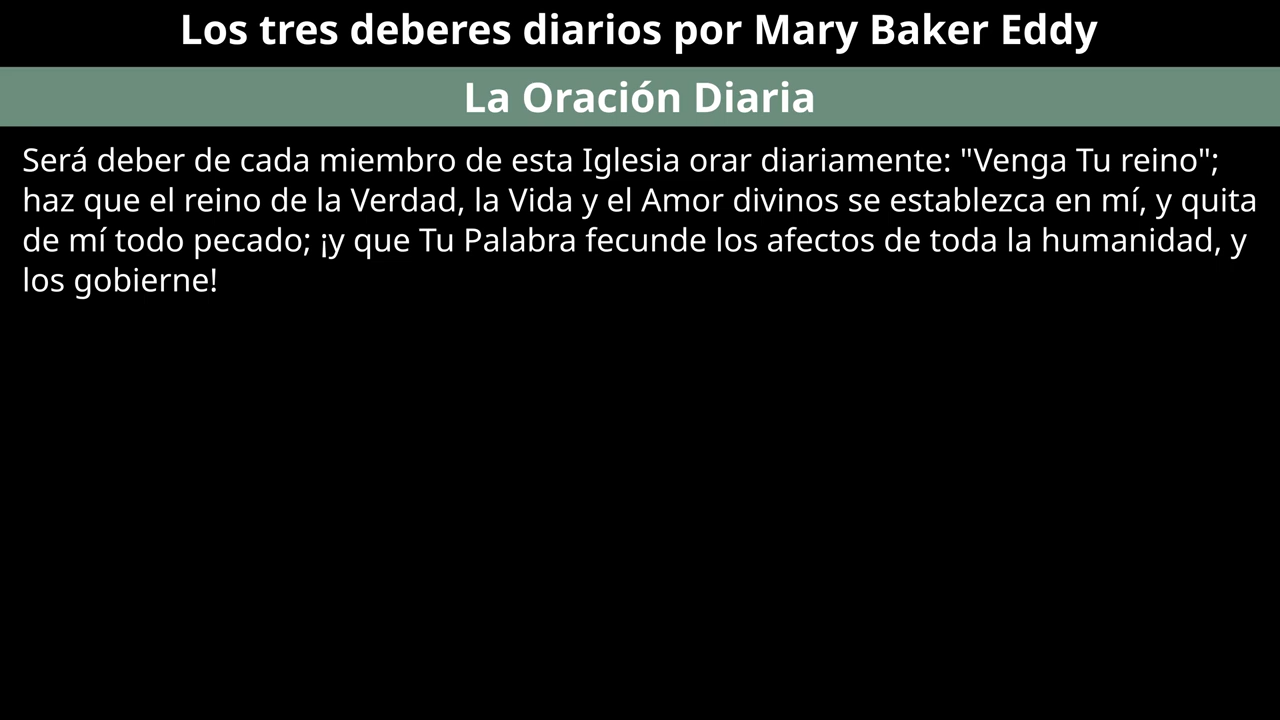 Los tres deberes diarios por Mary Baker Eddy
La Oración Diaria
Será deber de cada miembro de esta Iglesia orar diariamente: "Venga Tu reino";
haz que el reino de la Verdad, la Vida y el Amor divinos se establezca en mí, y quita
de mí todo pecado; ¡y que Tu Palabra fecunde los afectos de toda la humanidad, y
los gobierne!